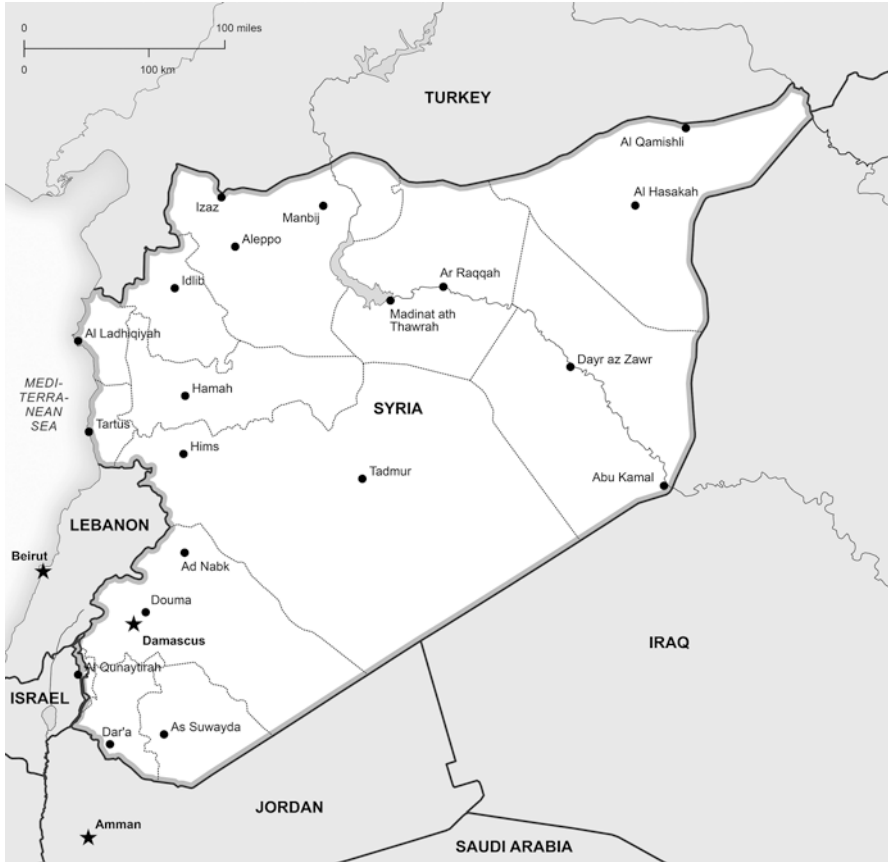 0
100 miles
0
100 km
TURKEY
Al Qamishli
Al Hasakah
Izaz
Manbij
Aleppo
Ar Raqqah
Idlib
Madinat ath
Thawrah
Al Ladhiqiyah
Dayr az Zawr
MEDI-
TERRA-
NEAN
SEA
Hamah
SYRIA
Tartus
Hims
Tadmur
Abu Kamal
LEBANON
Beirut
Ad Nabk
Douma
Damascus
IRAQ
Al Qunaytirah
ISRAEL
Dar'a
As Suwayda
JORDAN
Amman
SAUDI ARABIA